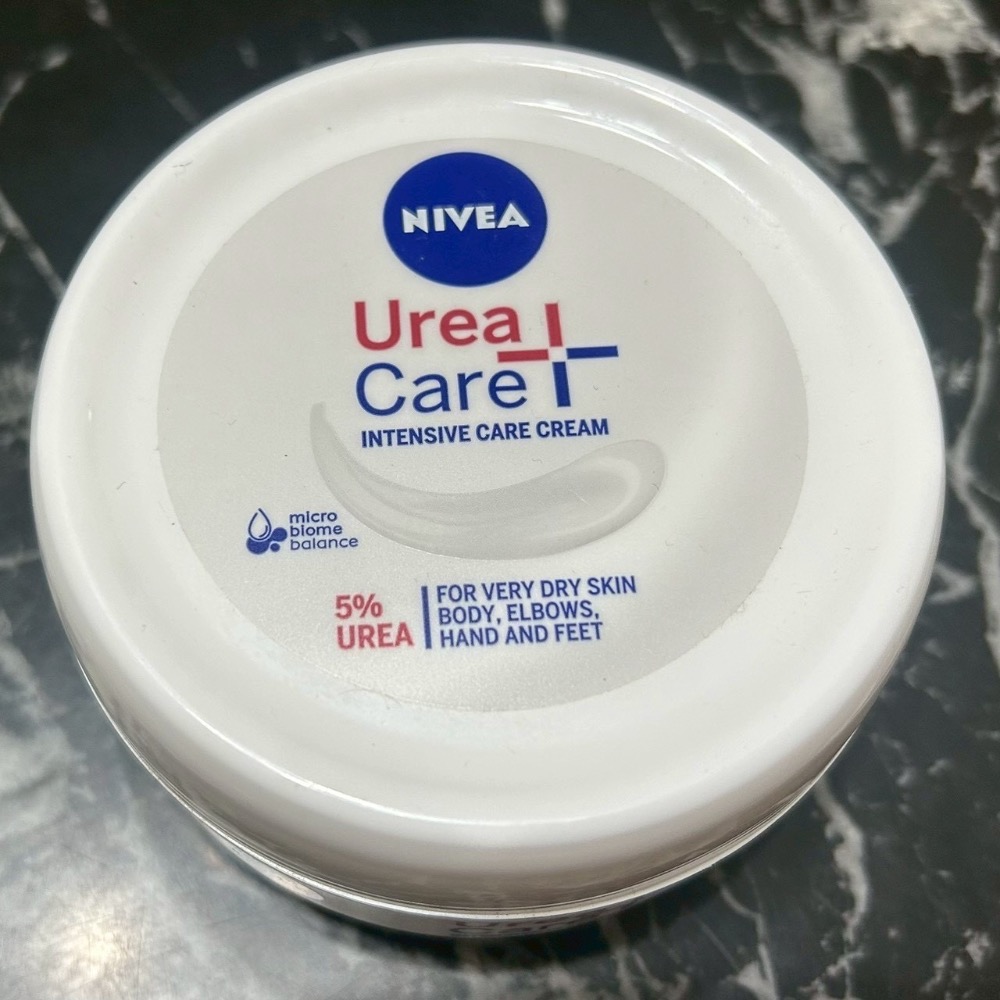 NIVEA
Urea
Care
INTENSIVE CARE CREAM
micro
biome
balance
5%
UREA
FOR VERY DRY SKIN
BODY, ELBOWS,
HAND AND FEET